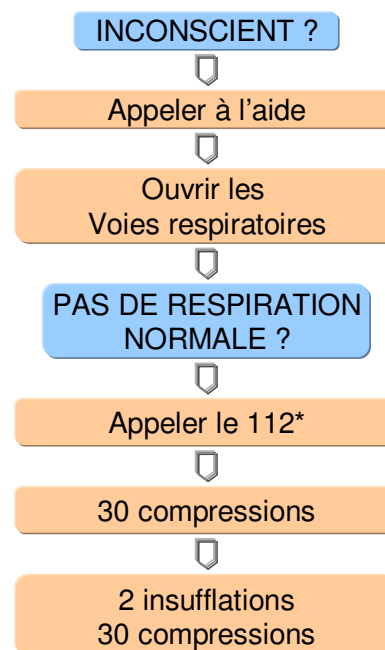 INCONSCIENT ?
Appeler à l'aide
Ouvrir les
Voies respiratoires
PAS DE RESPIRATION
NORMALE ?
Appeler le 112*
30 compressions
2 insufflations
30 compressions